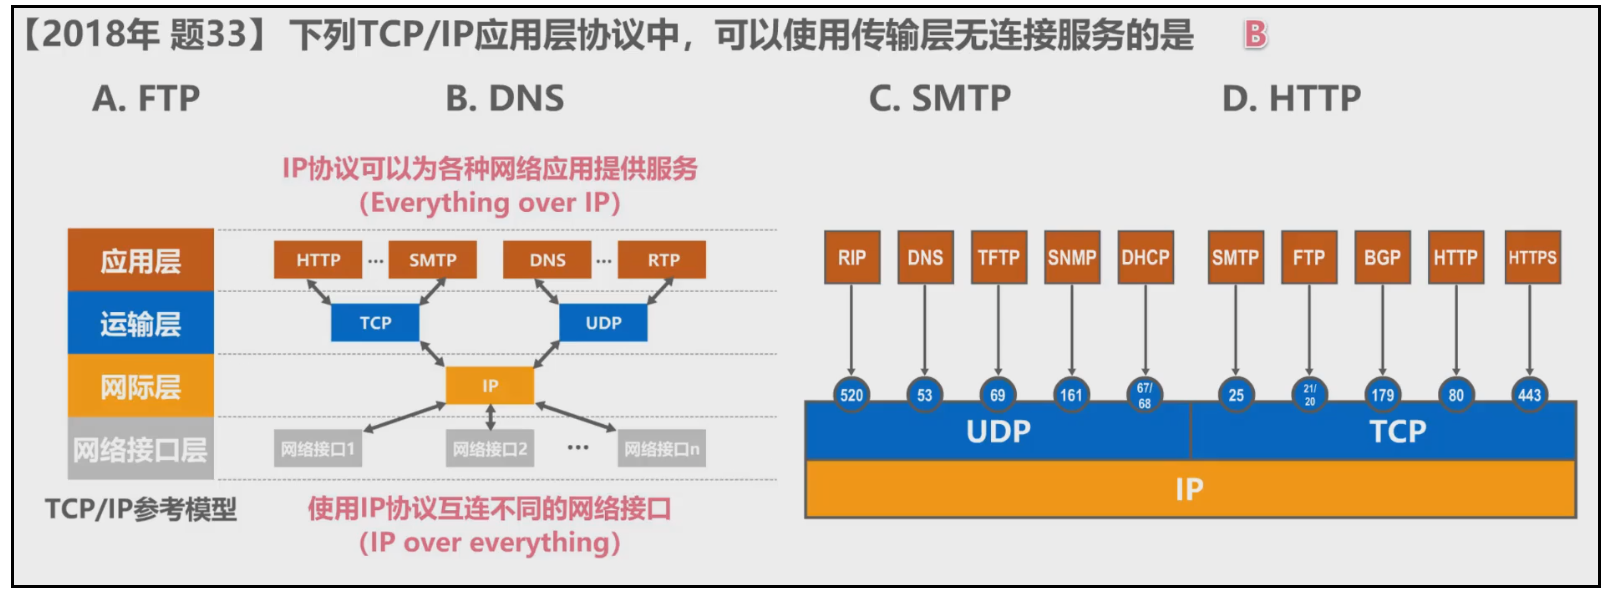 【2018年 题33】 下列TCP/IP应用层协议中，可以使用传输层无连接服务的是 B
A. FTP B. DNS C. SMTP D. HTTP
IP协议可以为各种网络应用提供服务
（Everything over IP）
应用层 HTTP ··· SMTP DNS ··· RTP
运输层 TCP UDP
网际层 IP
网络接口层 网络接口1 网络接口2 ··· 网络接口n
TCP/IP参考模型
使用IP协议互连不同的网络接口
（IP over everything）
RIP DNS TFTP SNMP DHCP SMTP FTP BGP HTTP HTTPS
520 53 69 161 67/68 25 21/20 179 80 443
UDP TCP
IP